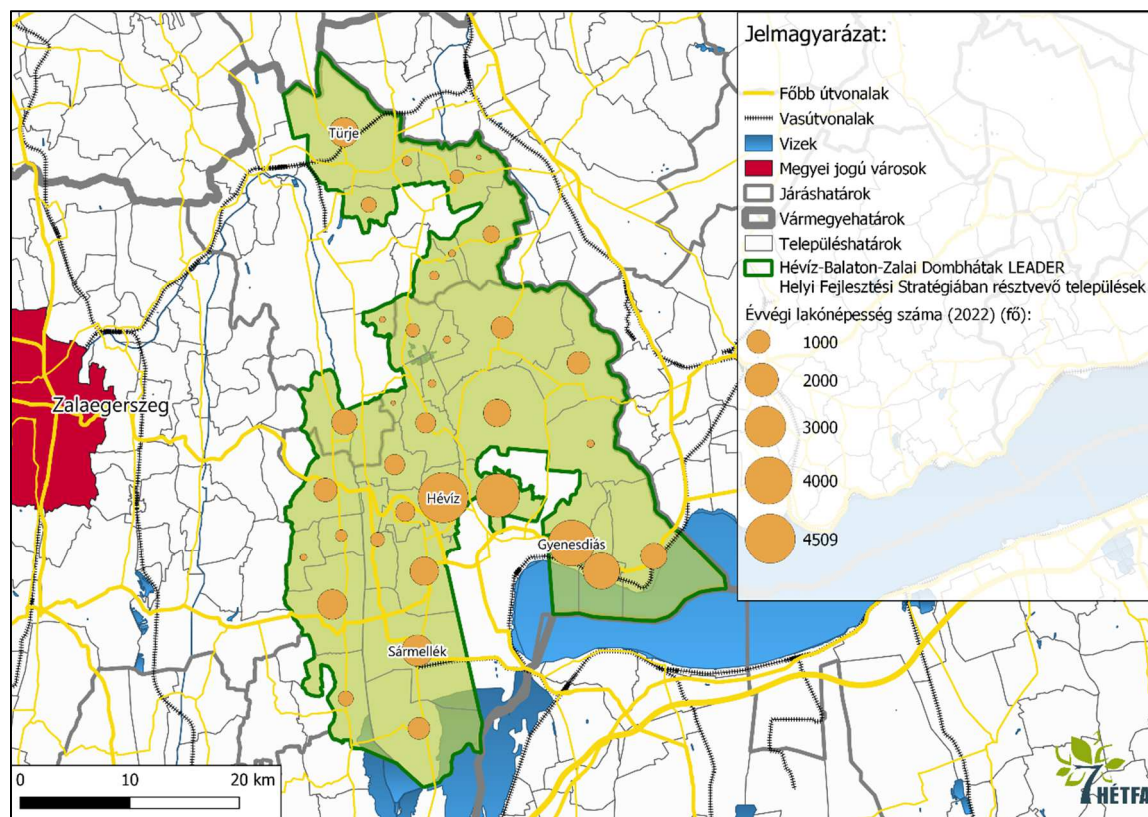 Jelmagyarázat:
Főbb útvonalak
Vasútvonalak
Vizek
Megyei jogú városok
Járáshatárok
Vármegyehatárok
Településhatárok
Hévíz-Balaton-Zalai Dombhátak LEADER
Helyi Fejlesztési Stratégiában résztvevő települések
Évvégi lakónépesség száma (2022) (fő):
1000
2000
3000
4000
4509
Türje
Zalaegerszeg
Hévíz
Gyenesdiás
Sármellék
0 10 20 km
7
HÉTFA